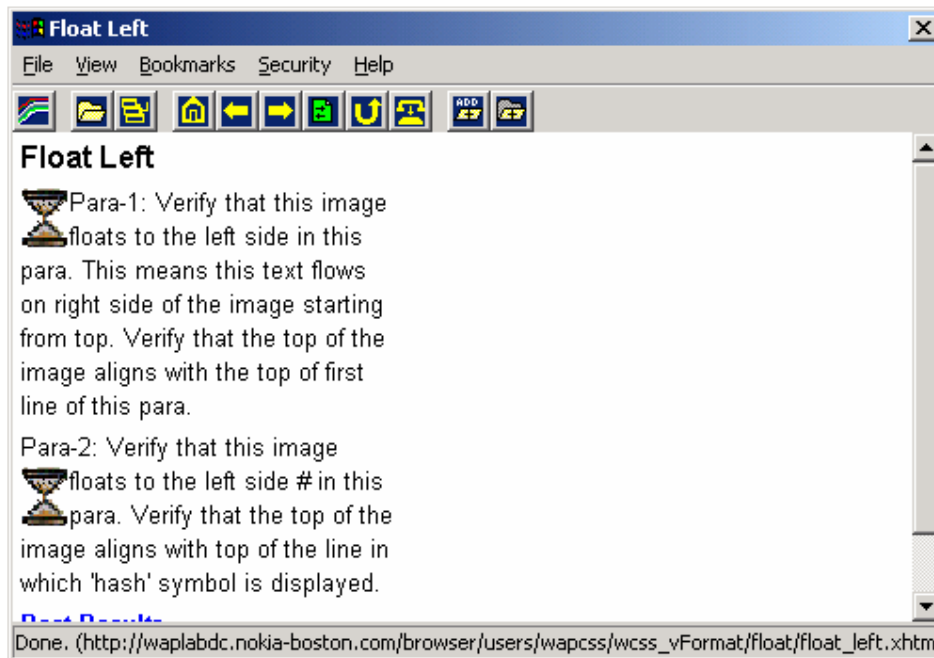 Float Left
File View Bookmarks Security Help
ADD
Float Left
Para-1: Verify that this image
floats to the left side in this
para. This means this text flows
on right side of the image starting
from top. Verify that the top of the
image aligns with the top of first
line of this para.
Para-2: Verify that this image
floats to the left side # in this
para. Verify that the top of the
image aligns with top of the line in
which 'hash' symbol is displayed.
Done. (http://waplabdc.nokia-boston.com/browser/users/wapcss/wcss_vFormat/float/float_left.xhtm